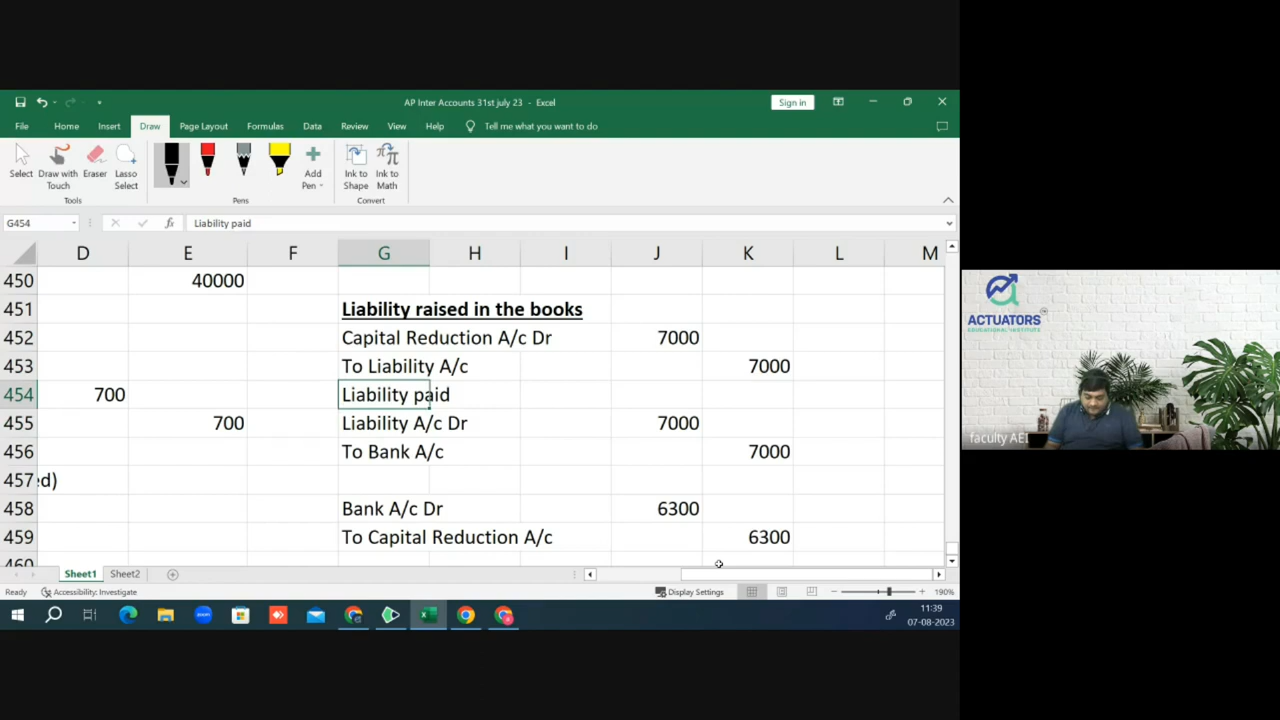 AP Inter Accounts 31st july 23 - Excel
Sign in
File Home Insert Draw Page Layout Formulas Data Review View Help Tell me what you want to do
Select Draw with Touch Eraser Lasso Select Add Pen Ink to Shape Ink to Math
Tools Pens Convert
G454 fx Liability paid
D E F G H I J K L M
450 40000
451 Liability raised in the books
452 Capital Reduction A/c Dr 7000
453 To Liability A/c 7000
454 700 Liability paid
455 700 Liability A/c Dr 7000
456 To Bank A/c 7000
457 ed)
458 Bank A/c Dr 6300
459 To Capital Reduction A/c 6300
460
Sheet1 Sheet2
Ready Accessibility: Investigate Display Settings 190%
11:39
07-08-2023
ACTUATORS
EDUCATIONAL INSTITUTE
faculty AEI